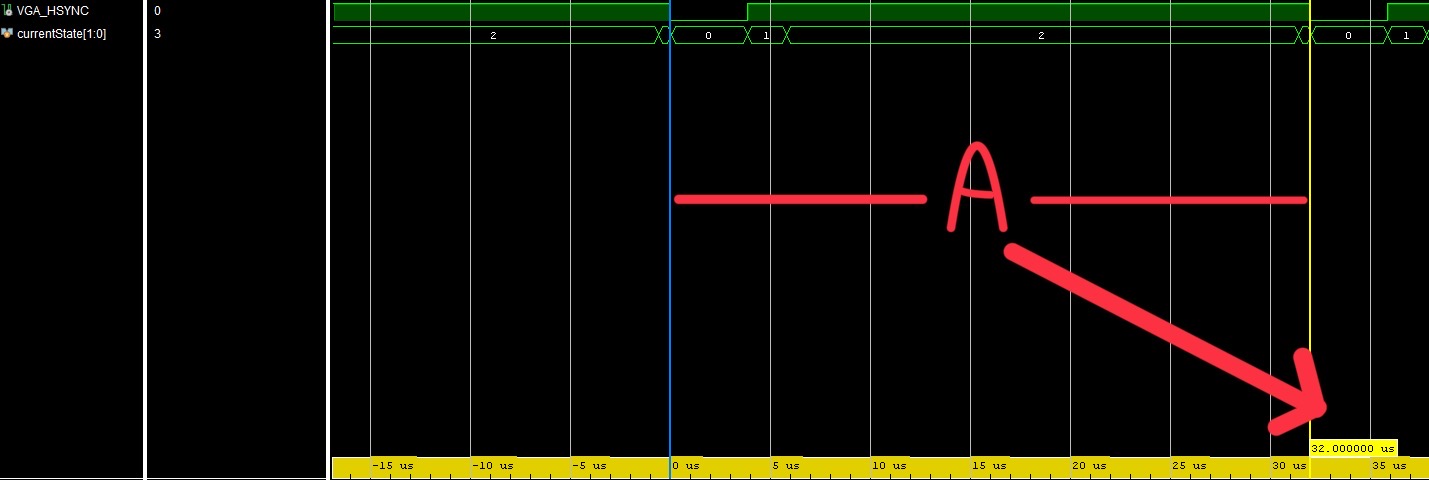 VGA_HSYNC 0
currentState[1:0] 3
2 0 1 2 0 1
A
32.000000 us
-15 us -10 us -5 us 0 us 5 us 10 us 15 us 20 us 25 us 30 us 35 us